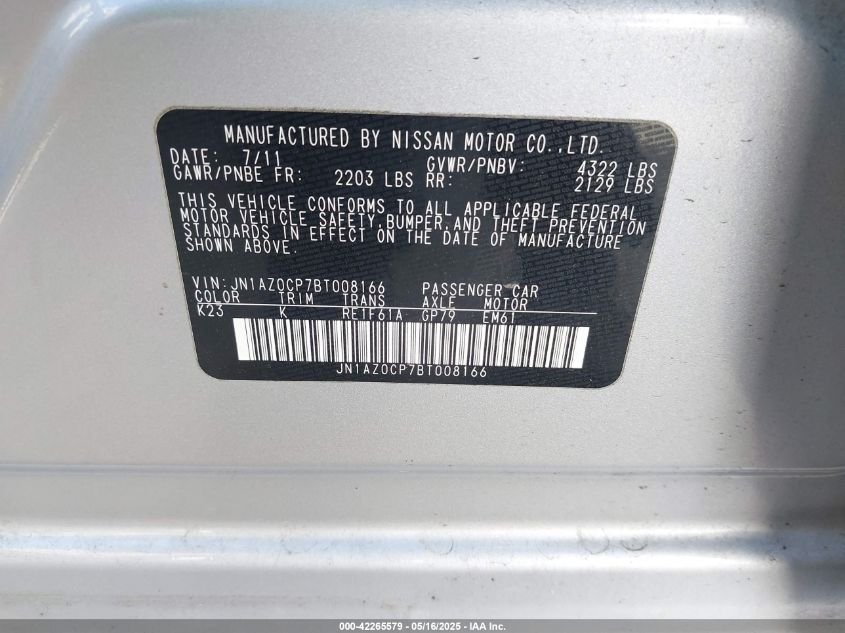 MANUFACTURED BY NISSAN MOTOR CO.,LTD.
DATE: 7/11 GVWR/PNBV: 4322 LBS
GAWR/PNBE FR: 2203 LBS RR: 2129 LBS
THIS VEHICLE CONFORMS TO ALL APPLICABLE FEDERAL
MOTOR VEHICLE SAFETY,BUMPER,AND THEFT PREVENTION
STANDARDS IN EFFECT ON THE DATE OF MANUFACTURE
SHOWN ABOVE.
VIN:JN1AZ0CP7BT008166 PASSENGER CAR
COLOR TRIM TRANS AXLE MOTOR
K23 K RE1F61A GP79 EM61
JN1AZ0CP7BT008166
000-42265579 - 05/16/2025 - IAA Inc.